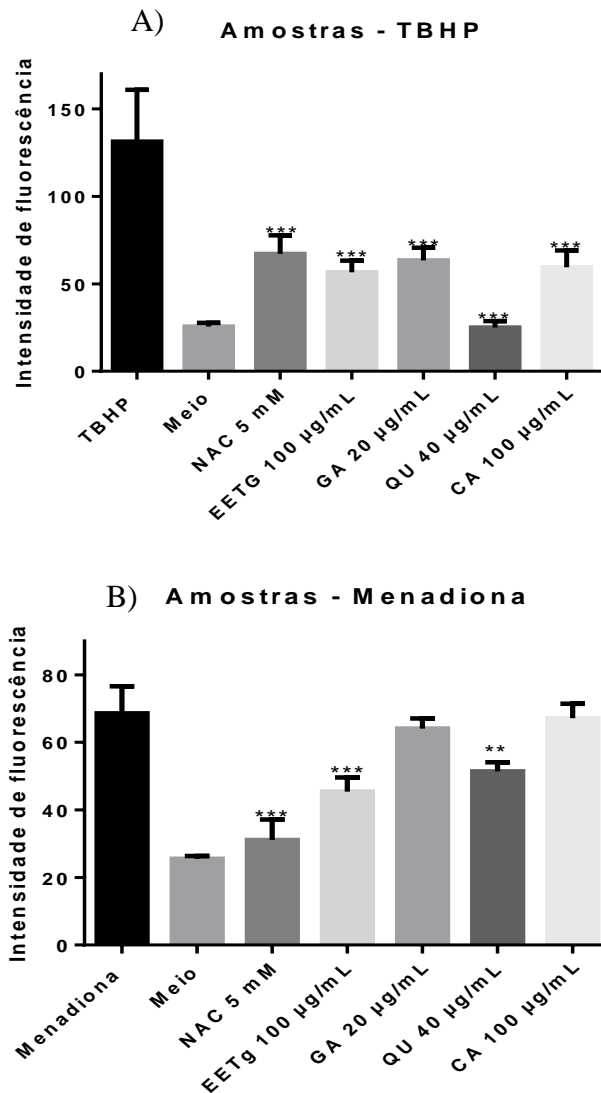 A) Amostras - TBHP
Intensidade de fluorescência
150
100
50
0
***
***
***
***
***
TBHP
Meio
NAC 5 mM
EETG 100 µg/mL
GA 20 µg/mL
QU 40 µg/mL
CA 100 µg/mL
B) Amostras - Menadiona
Intensidade de fluorescência
80
60
40
20
0
***
***
**
Menadiona
Meio
NAC 5 mM
EETg 100 µg/mL
GA 20 µg/mL
QU 40 µg/mL
CA 100 µg/mL